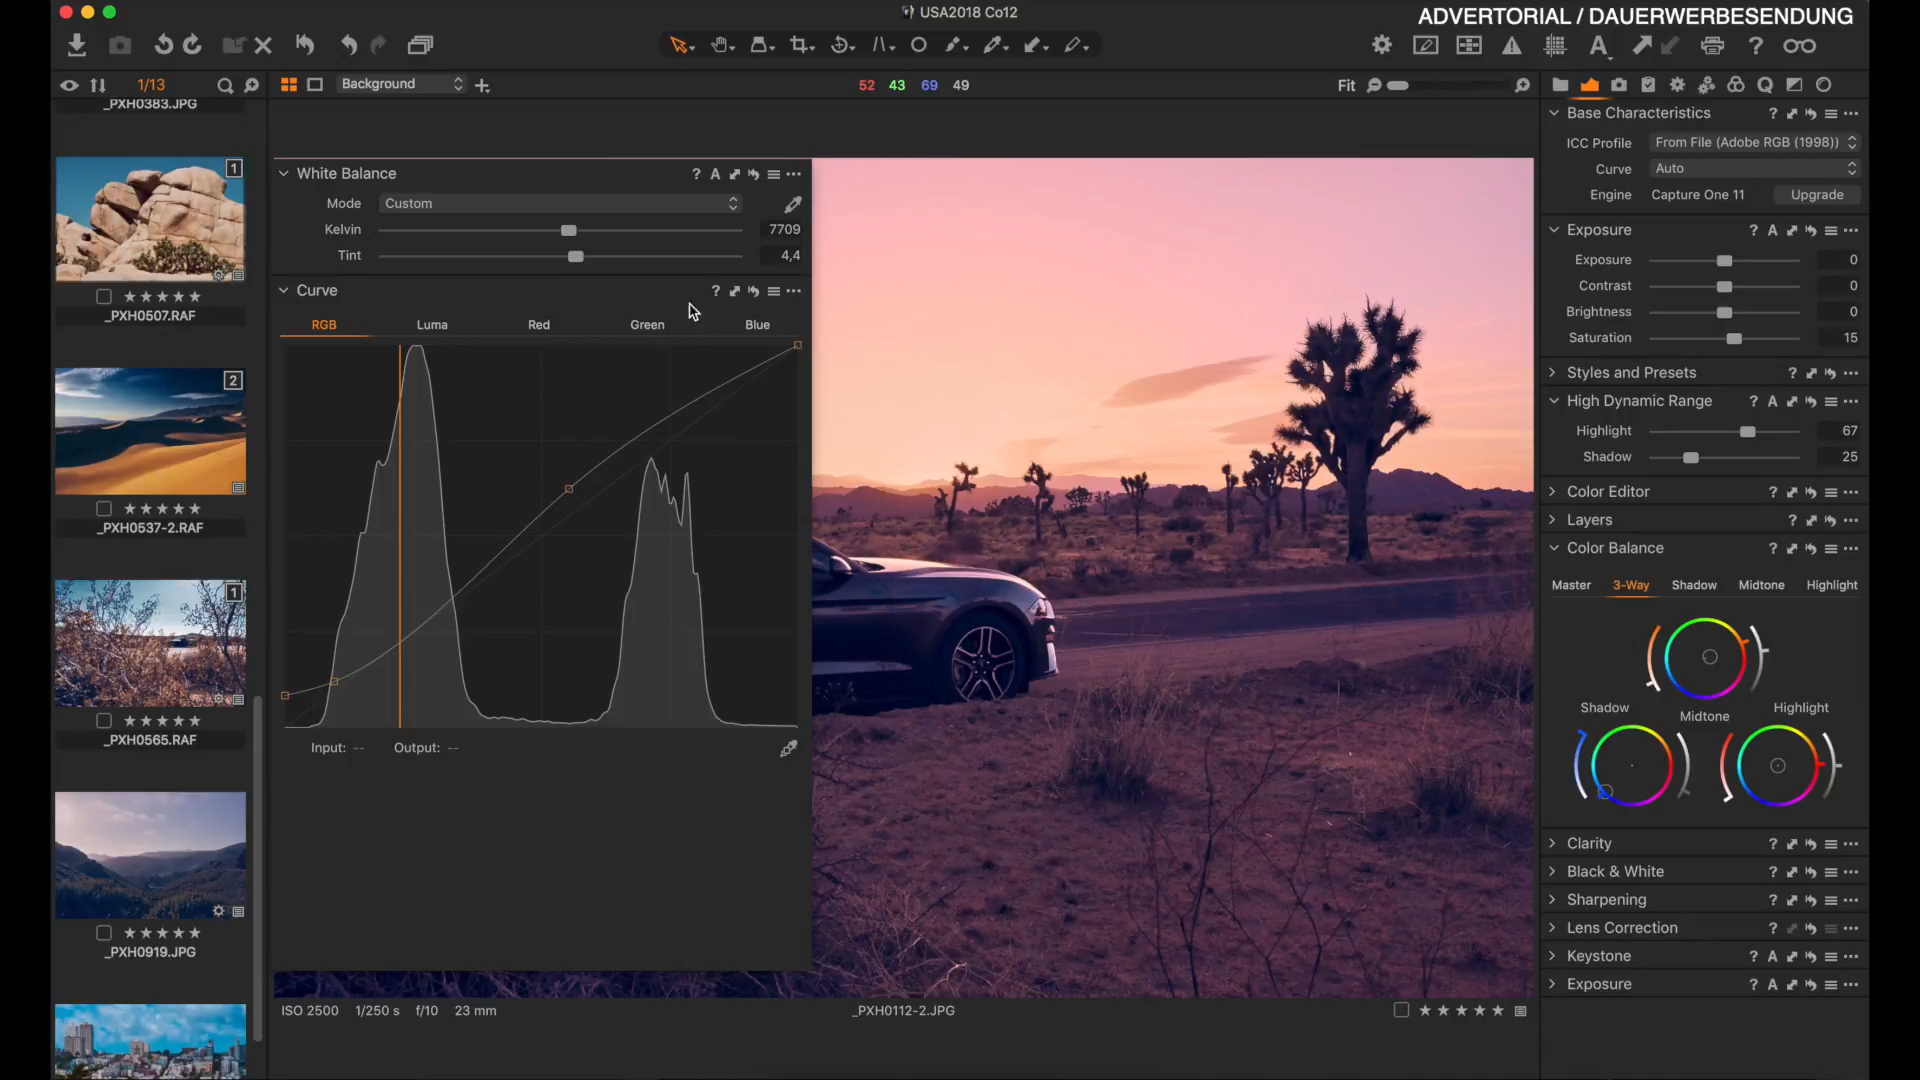 USA2018 Co12
ADVERTORIAL / DAUERWERBESENDUNG
1/13
Background
52 43 69 49
Fit
_PXH0383.JPG
1
_PXH0507.RAF
2
_PXH0537-2.RAF
1
_PXH0565.RAF
_PXH0919.JPG
White Balance
Mode Custom
Kelvin 7709
Tint 4,4
Curve
RGB Luma Red Green Blue
Input: -- Output: --
ISO 2500 1/250 s f/10 23 mm
_PXH0112-2.JPG
Base Characteristics
ICC Profile From File (Adobe RGB (1998))
Curve Auto
Engine Capture One 11 Upgrade
Exposure
Exposure 0
Contrast 0
Brightness 0
Saturation 15
Styles and Presets
High Dynamic Range
Highlight 67
Shadow 25
Color Editor
Layers
Color Balance
Master 3-Way Shadow Midtone Highlight
Shadow Midtone Highlight
Clarity
Black & White
Sharpening
Lens Correction
Keystone
Exposure